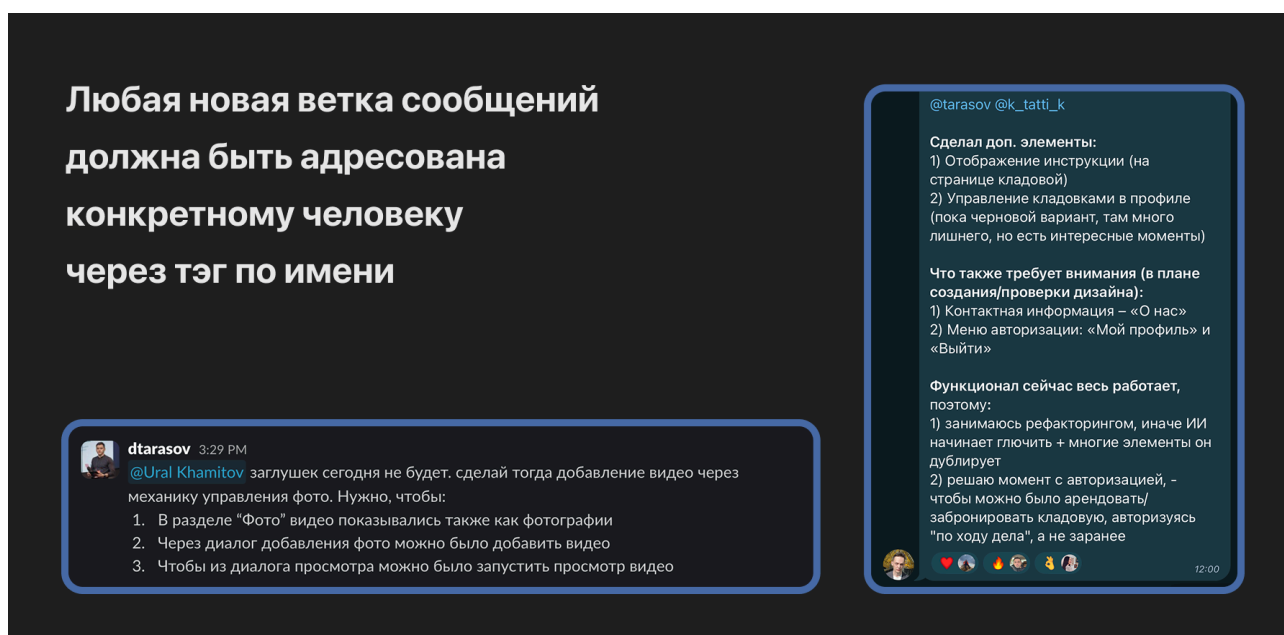 Любая новая ветка сообщений
должна быть адресована
конкретному человеку
через тэг по имени
dtarasov 3:29 PM
@Ural Khamitov заглушек сегодня не будет. сделай тогда добавление видео через
механику управления фото. Нужно, чтобы:
1. В разделе “Фото” видео показывались также как фотографии
2. Через диалог добавления фото можно было добавить видео
3. Чтобы из диалога просмотра можно было запустить просмотр видео
@tarasov @k_tatti_k
Сделал доп. элементы:
1) Отображение инструкции (на
странице кладовой)
2) Управление кладовками в профиле
(пока черновой вариант, там много
лишнего, но есть интересные моменты)
Что также требует внимания (в плане
создания/проверки дизайна):
1) Контактная информация – «О нас»
2) Меню авторизации: «Мой профиль» и
«Выйти»
Функционал сейчас весь работает,
поэтому:
1) занимаюсь рефакторингом, иначе ИИ
начинает глючить + многие элементы он
дублирует
2) решаю момент с авторизацией, -
чтобы можно было арендовать/
забронировать кладовую, авторизуясь
"по ходу дела", а не заранее
12:00